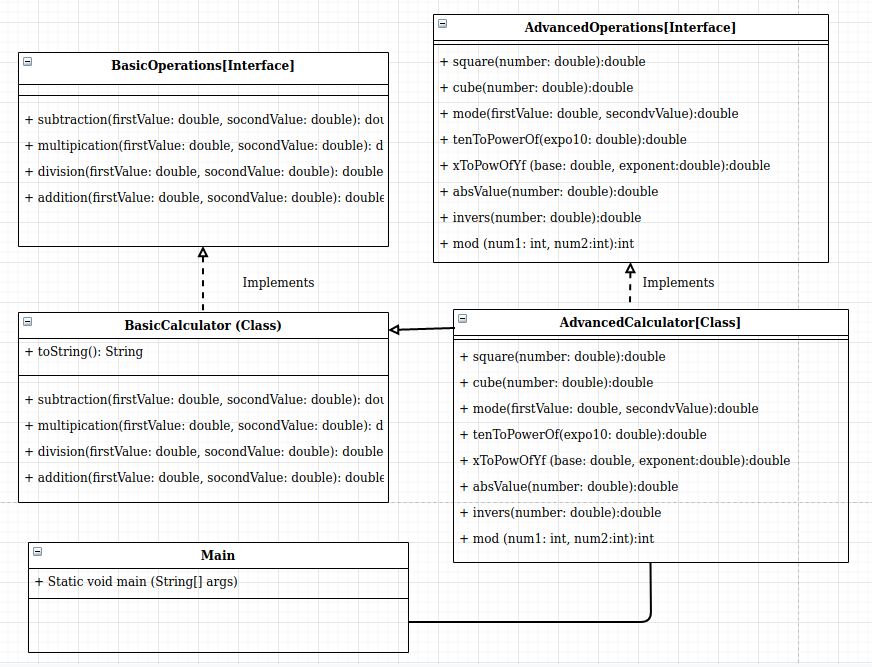 BasicOperations[Interface]
+ subtraction(firstValue: double, socondValue: double): dou
+ multipication(firstValue: double, socondValue: double): d
+ division(firstValue: double, socondValue: double): double
+ addition(firstValue: double, socondValue: double): double
AdvancedOperations[Interface]
+ square(number: double):double
+ cube(number: double):double
+ mode(firstValue: double, secondvValue):double
+ tenToPowerOf(expo10: double):double
+ xToPowOfYf (base: double, exponent:double):double
+ absValue(number: double):double
+ invers(number: double):double
+ mod (num1: int, num2:int):int
Implements
Implements
BasicCalculator (Class)
+ toString(): String
+ subtraction(firstValue: double, socondValue: double): dou
+ multipication(firstValue: double, socondValue: double): d
+ division(firstValue: double, socondValue: double): double
+ addition(firstValue: double, socondValue: double): double
AdvancedCalculator[Class]
+ square(number: double):double
+ cube(number: double):double
+ mode(firstValue: double, secondvValue):double
+ tenToPowerOf(expo10: double):double
+ xToPowOfYf (base: double, exponent:double):double
+ absValue(number: double):double
+ invers(number: double):double
+ mod (num1: int, num2:int):int
Main
+ Static void main (String[] args)